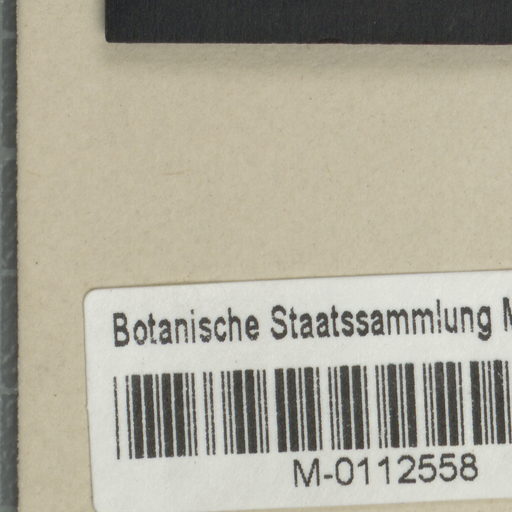 Botanische Staatssammlung M
M-0112558